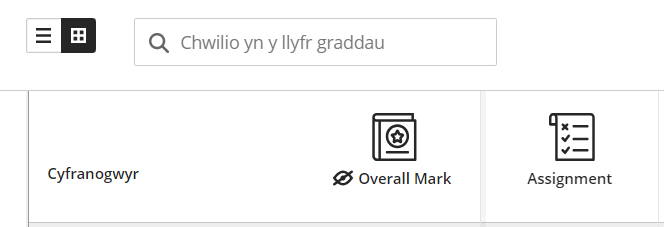 Chwilio yn y llyfr graddau
Cyfranogwyr
Overall Mark
Assignment